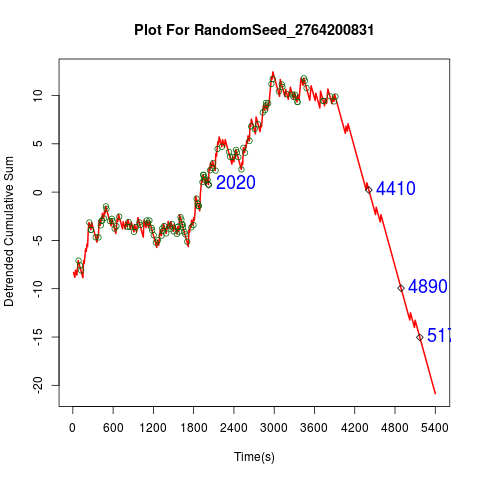 Plot For RandomSeed_2764200831
Detrended Cumulative Sum
10
5
0
-5
-10
-15
-20
2020
4410
4890
517
0 600 1200 1800 2400 3000 3600 4200 4800 5400
Time(s)